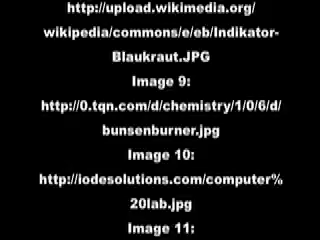 http://upload.wikimedia.org/
wikipedia/commons/e/eb/Indikator-
Blaukraut.JPG
Image 9:
http://0.tqn.com/d/chemistry/1/0/6/d/
bunsenburner.jpg
Image 10:
http://iodesolutions.com/computer%
20lab.jpg
Image 11: